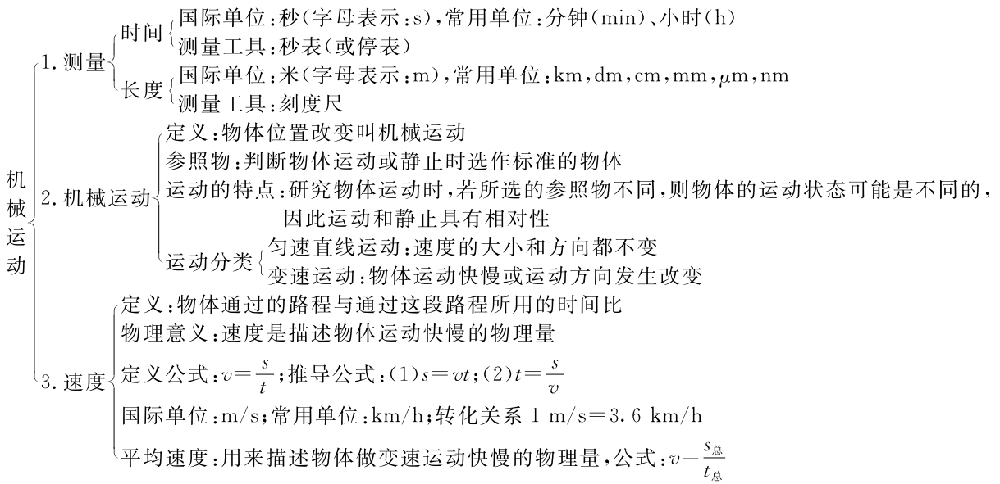 机械运动
1. 测量
时间
国际单位:秒(字母表示:s),常用单位:分钟(min)、小时(h)
测量工具:秒表(或停表)
长度
国际单位:米(字母表示:m),常用单位:km,dm,cm,mm,μm,nm
测量工具:刻度尺
2. 机械运动
定义:物体位置改变叫机械运动
参照物:判断物体运动或静止时选作标准的物体
运动的特点:研究物体运动时,若所选的参照物不同,则物体的运动状态可能是不同的,
因此运动和静止具有相对性
运动分类
匀速直线运动:速度的大小和方向都不变
变速运动:物体运动快慢或运动方向发生改变
3. 速度
定义:物体通过的路程与通过这段路程所用的时间比
物理意义:速度是描述物体运动快慢的物理量
定义公式:v=s/t;推导公式:(1)s=vt;(2)t=s/v
国际单位:m/s;常用单位:km/h;转化关系 1 m/s=3.6 km/h
平均速度:用来描述物体做变速运动快慢的物理量,公式:v=s总/t总